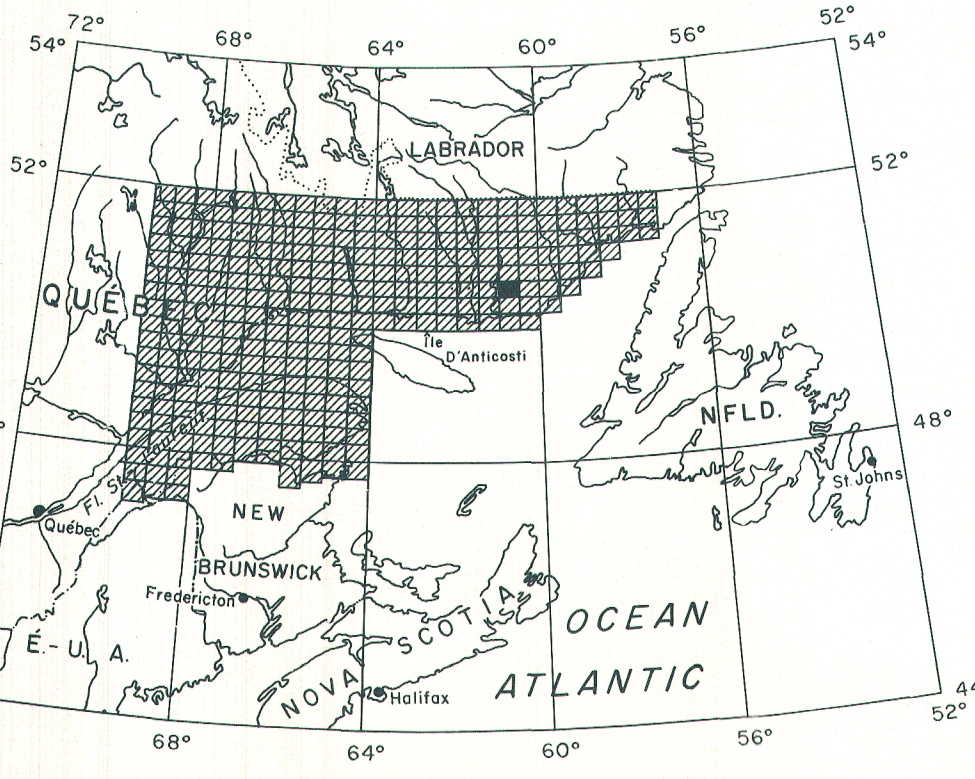 72°
52°
54°
68°
64°
60°
56°
54°
LABRADOR
52°
52°
QUÉBEC
Île
D'Anticosti
NFLD.
48°
Fl. St. Laurent
St. Johns
Québec
NEW
BRUNSWICK
Fredericton
NOVA SCOTIA
OCEAN
É.-U. A.
ATLANTIC
Halifax
44
52°
68°
64°
60°
56°